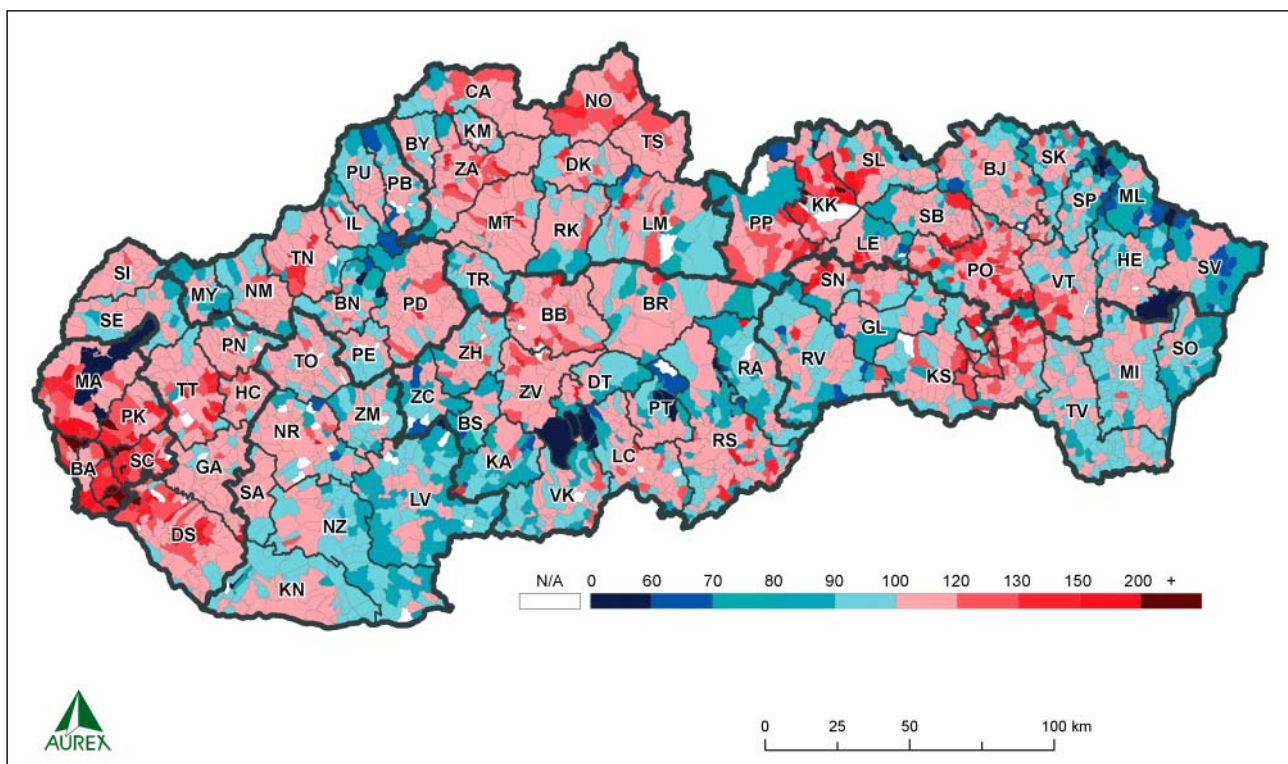 CA
NO
KM
BY
TS
PU
PB
ZA
DK
SL
BJ
SK
SP
ML
KK
IL
MT
RK
LM
PP
SB
LE
TN
PO
HE
SV
VT
SI
MY
NM
BN
PD
TR
BR
SN
SE
BB
GL
SO
PN
TO
PE
ZH
RA
RV
MI
MA
TT
HC
ZC
ZV
DT
KS
PK
ZM
BS
PT
TV
NR
LC
RS
BA
SC
GA
KA
SA
LV
VK
NZ
DS
KN
N/A 0 60 70 80 90 100 120 130 150 200 +
AUREX
0 25 50 100 km